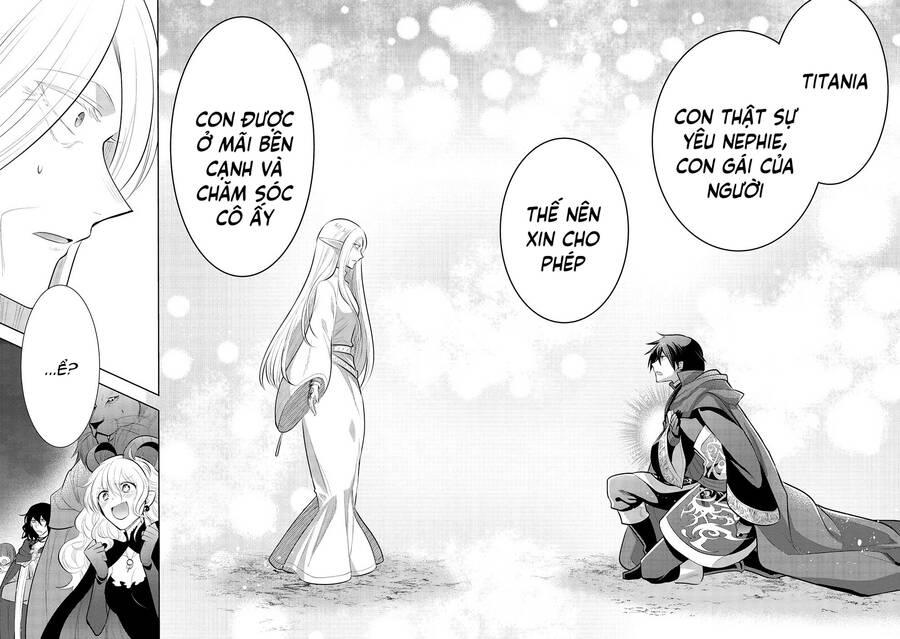 TITANIA
CON THẬT SỰ
YÊU NEPHIE,
CON GÁI CỦA
NGƯỜI
THẾ NÊN
XIN CHO
PHÉP
CON ĐƯỢC
Ở MÃI BÊN
CẠNH VÀ
CHĂM SÓC
CÔ ẤY
...Ể?